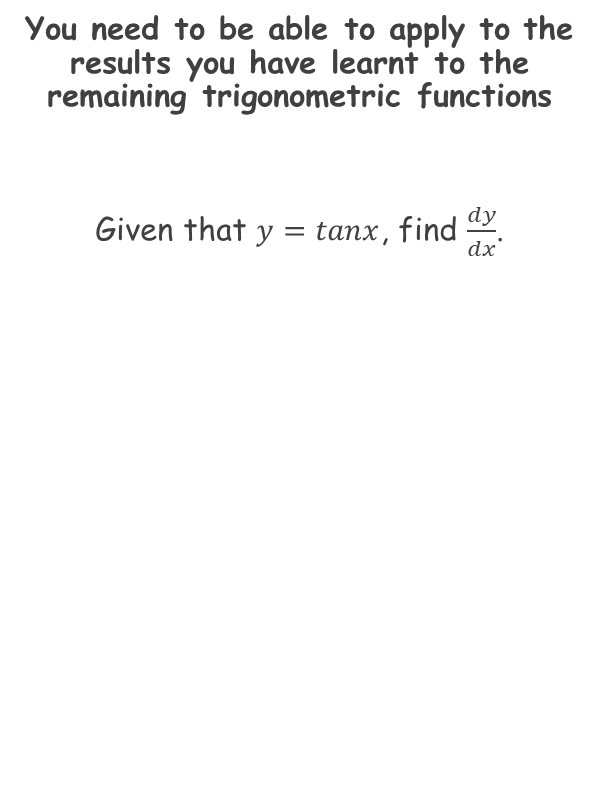 You need to be able to apply to the
results you have learnt to the
remaining trigonometric functions
Given that y = tanx, find dy/dx.